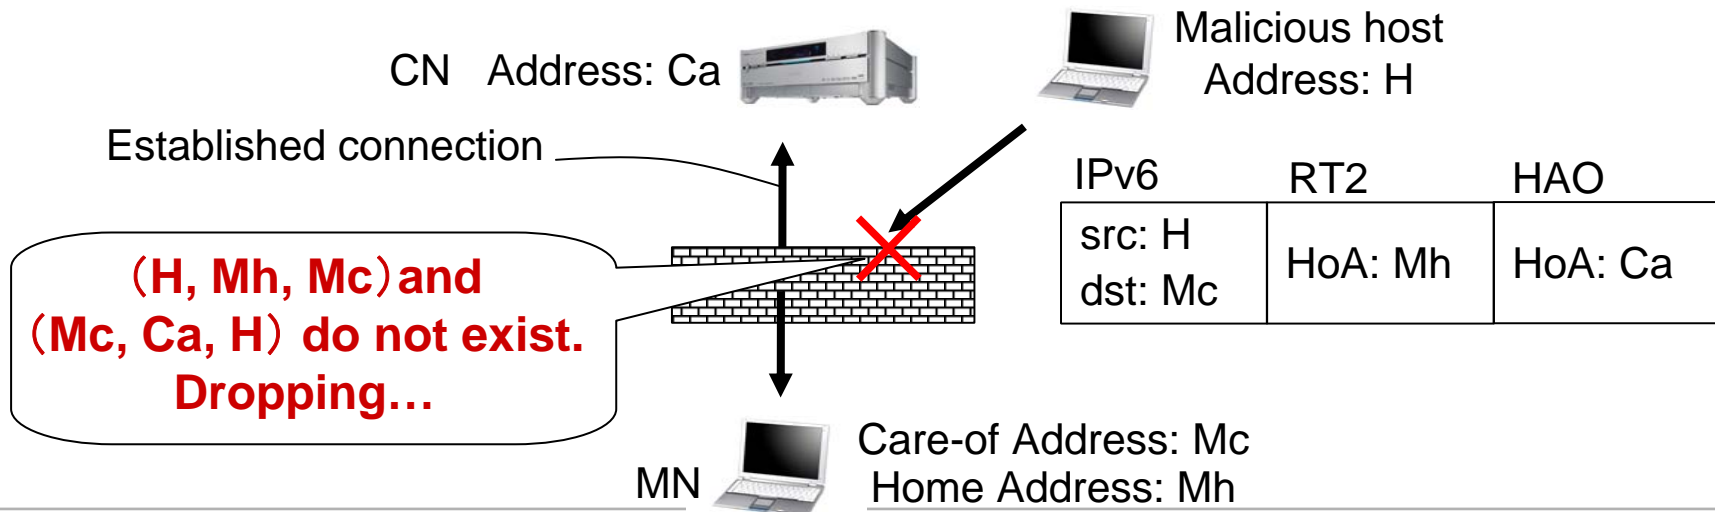 CN Address: Ca
Malicious host
Address: H
Established connection
IPv6 RT2 HAO
src: H
dst: Mc
HoA: Mh
HoA: Ca
(H, Mh, Mc)and
(Mc, Ca, H) do not exist.
Dropping…
MN
Care-of Address: Mc
Home Address: Mh